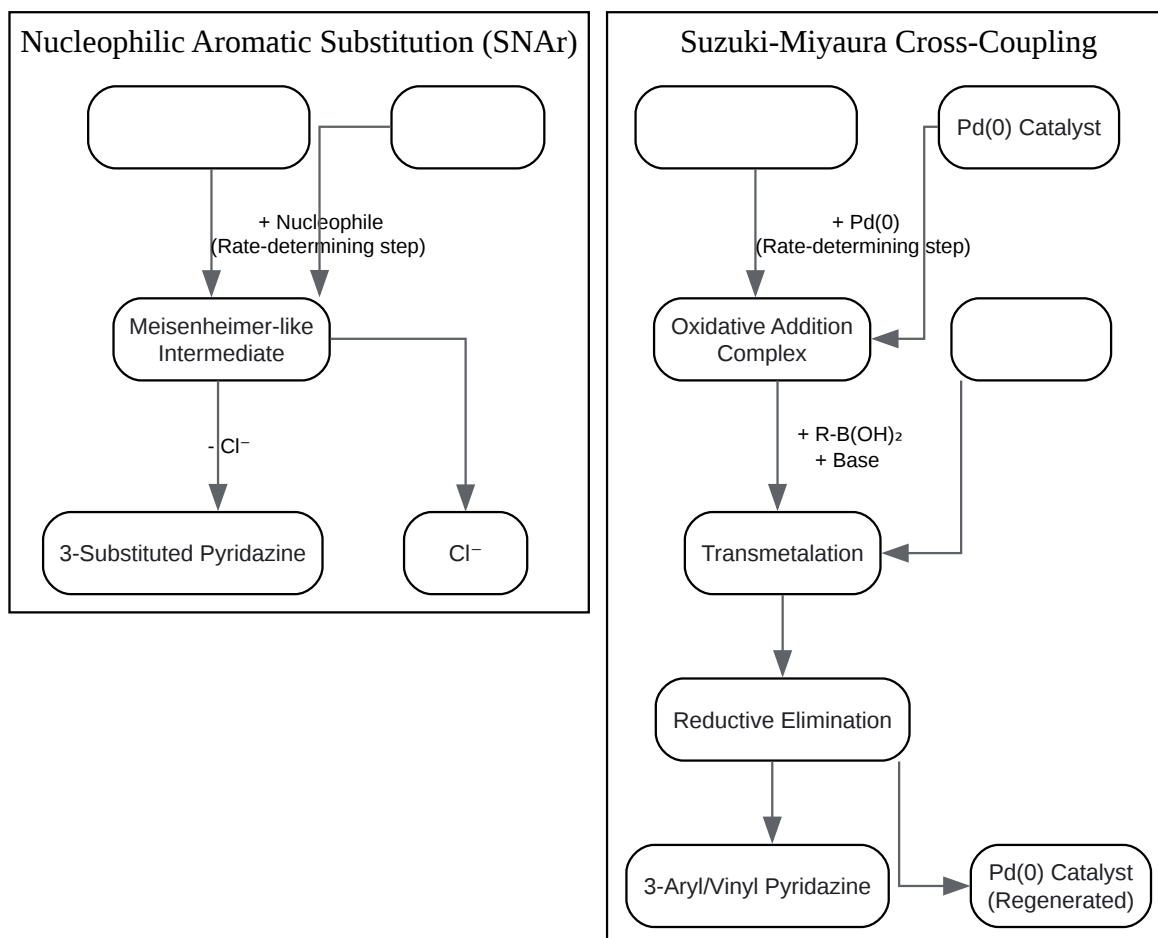 Nucleophilic Aromatic Substitution (SNAr)
+ Nucleophile
(Rate-determining step)
Meisenheimer-like
Intermediate
- Cl⁻
3-Substituted Pyridazine
Cl⁻
Suzuki-Miyaura Cross-Coupling
Pd(0) Catalyst
+ Pd(0)
(Rate-determining step)
Oxidative Addition
Complex
+ R-B(OH)₂
+ Base
Transmetalation
Reductive Elimination
3-Aryl/Vinyl Pyridazine
Pd(0) Catalyst
(Regenerated)